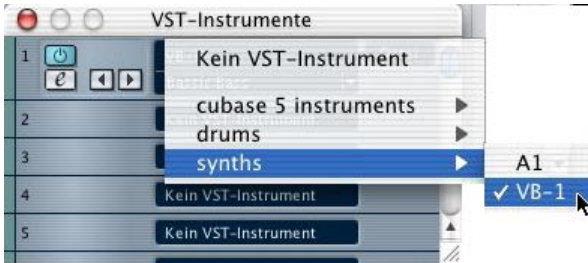 VST-Instrumente
1
e
Kein VST-Instrument
cubase 5 instruments
drums
synths
A1
✓ VB-1
2
3
4 Kein VST-Instrument
5 Kein VST-Instrument